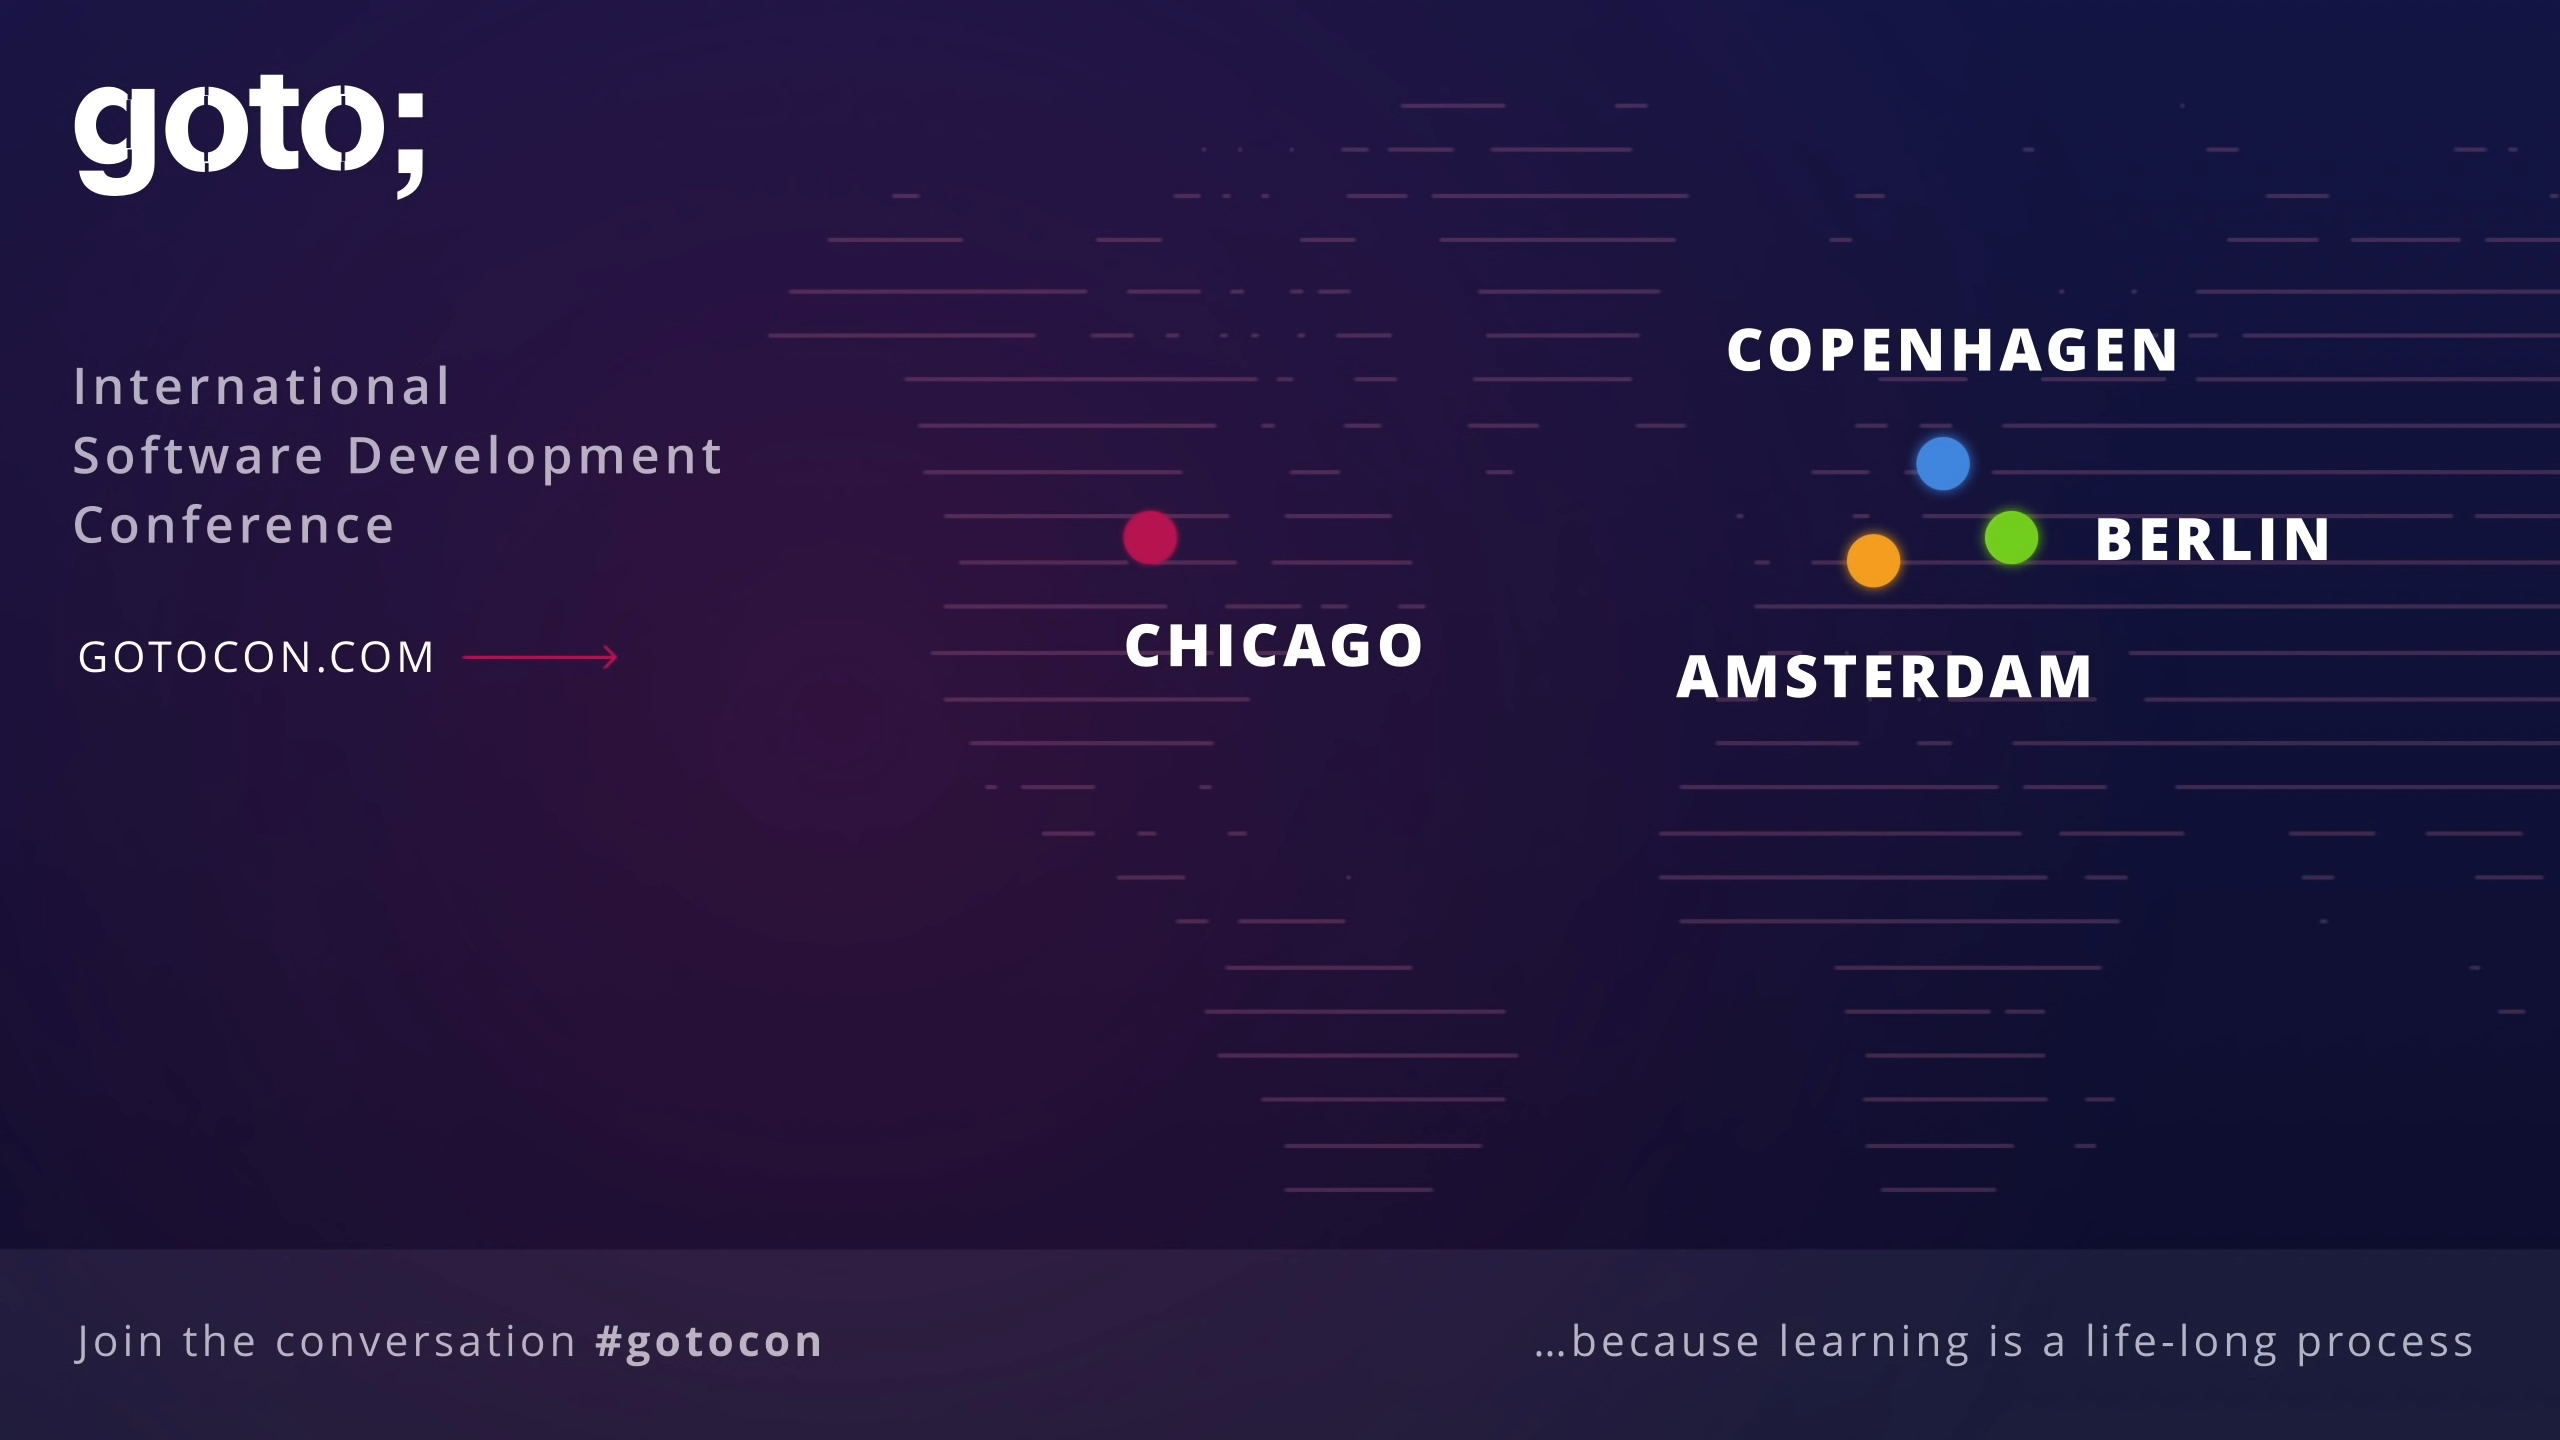 goto;
International
Software Development
Conference
GOTOCON.COM
COPENHAGEN
BERLIN
CHICAGO
AMSTERDAM
Join the conversation #gotocon
...because learning is a life-long process